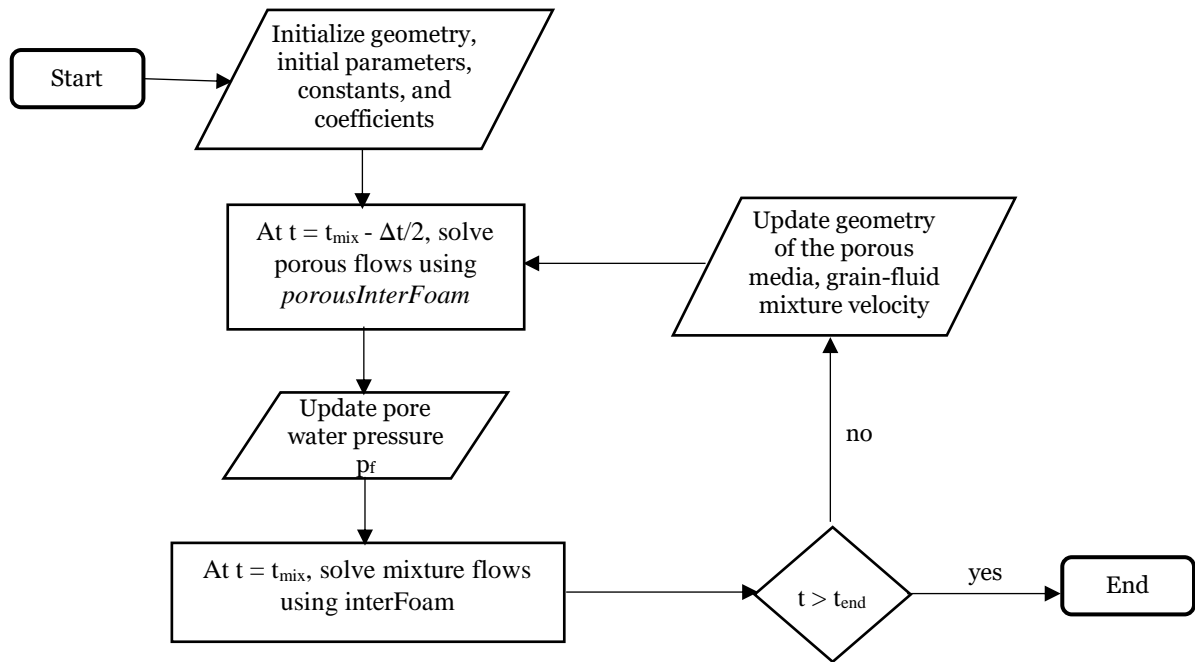 Start
Initialize geometry,
initial parameters,
constants, and
coefficients
At t = tmix - Δt/2, solve
porous flows using
porousInterFoam
Update geometry
of the porous
media, grain-fluid
mixture velocity
Update pore
water pressure
pf
no
At t = tmix, solve mixture flows
using interFoam
t > tend
yes
End